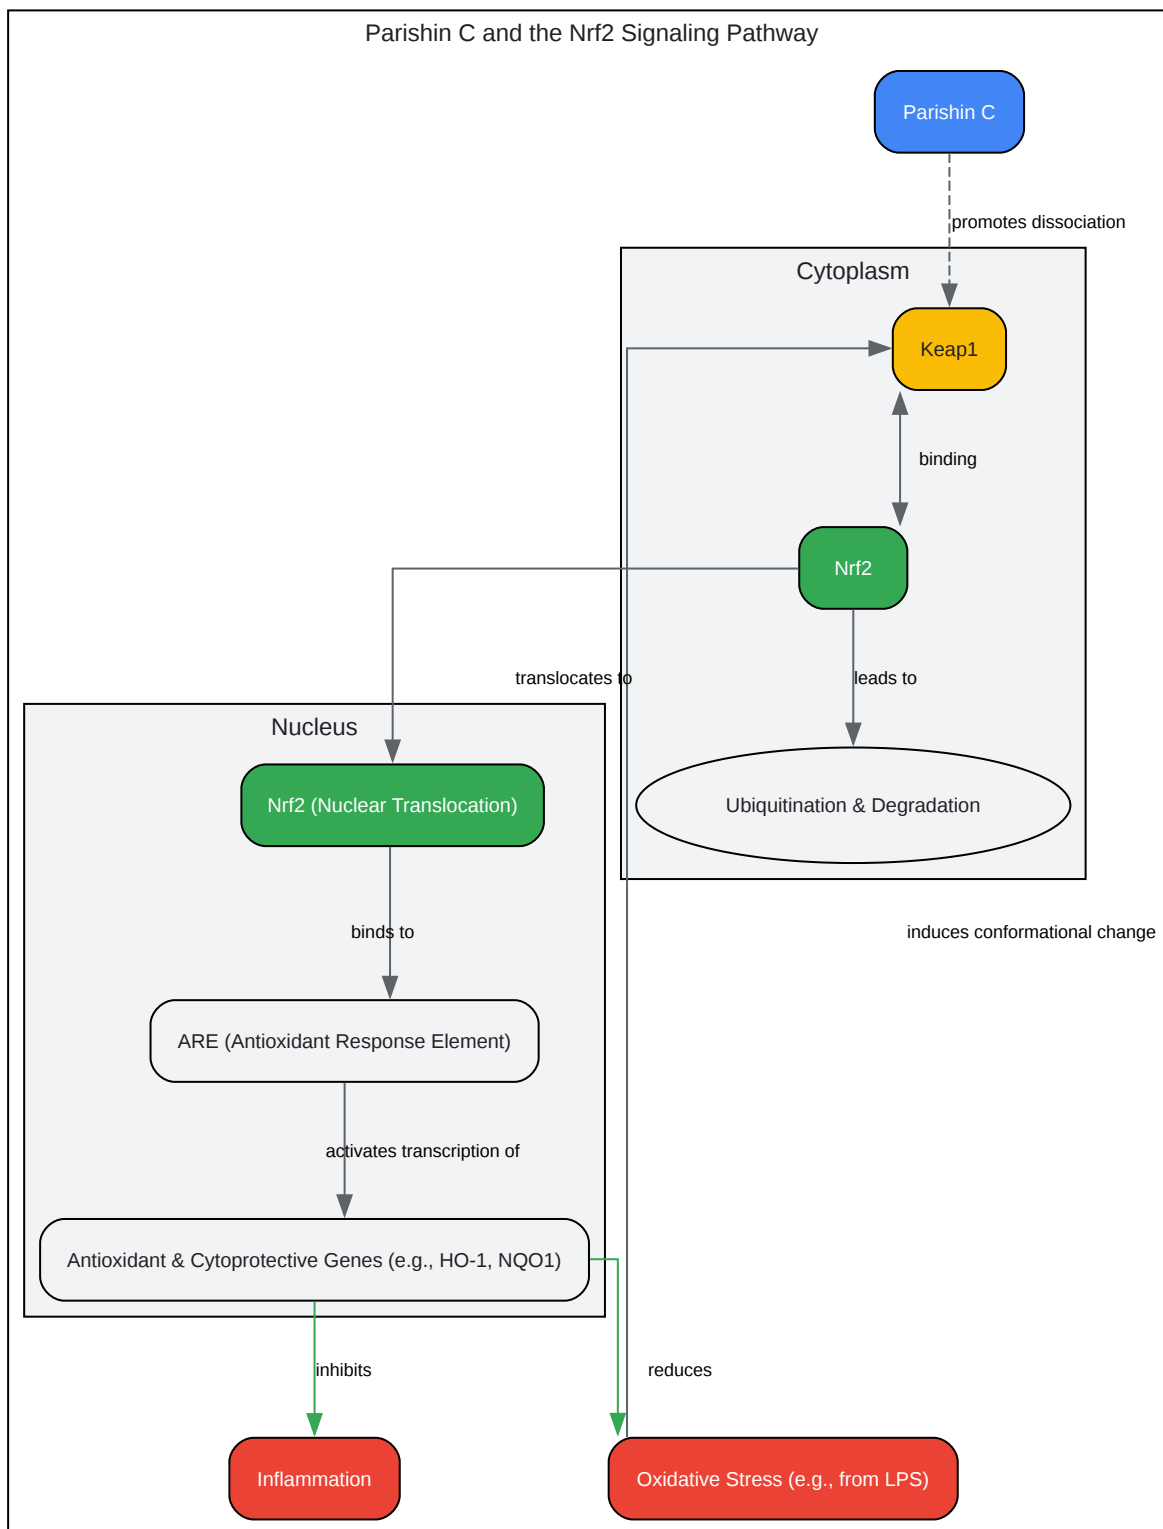 Parishin C and the Nrf2 Signaling Pathway
Parishin C
promotes dissociation
Cytoplasm
Keap1
binding
Nrf2
translocates to
leads to
Nucleus
Nrf2 (Nuclear Translocation)
Ubiquitination & Degradation
binds to
induces conformational change
ARE (Antioxidant Response Element)
activates transcription of
Antioxidant & Cytoprotective Genes (e.g., HO-1, NQO1)
inhibits
reduces
Inflammation
Oxidative Stress (e.g., from LPS)